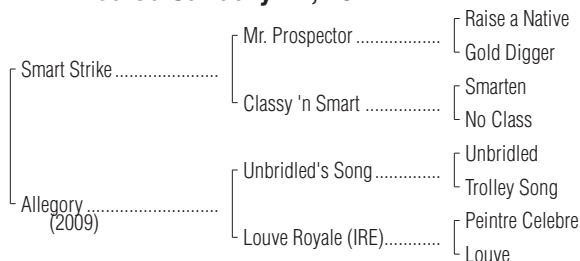 Raise a Native
Mr. Prospector ..................
Gold Digger
Smart Strike ......................
Smarten
Classy 'n Smart ................
No Class
Unbridled
Unbridled's Song................
Trolley Song
Allegory ............................
(2009)
Peintre Celebre
Louve Royale (IRE).............
Louve